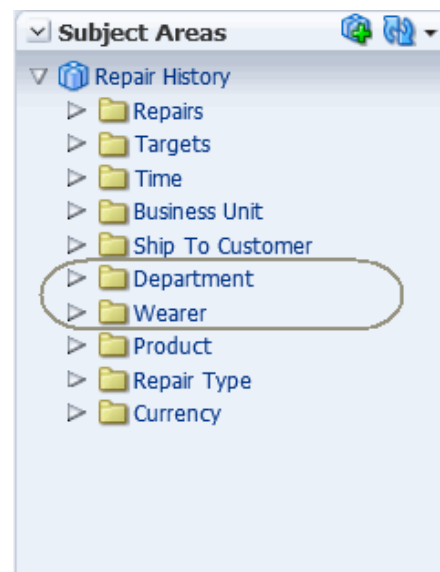 Subject Areas
Repair History
Repairs
Targets
Time
Business Unit
Ship To Customer
Department
Wearer
Product
Repair Type
Currency